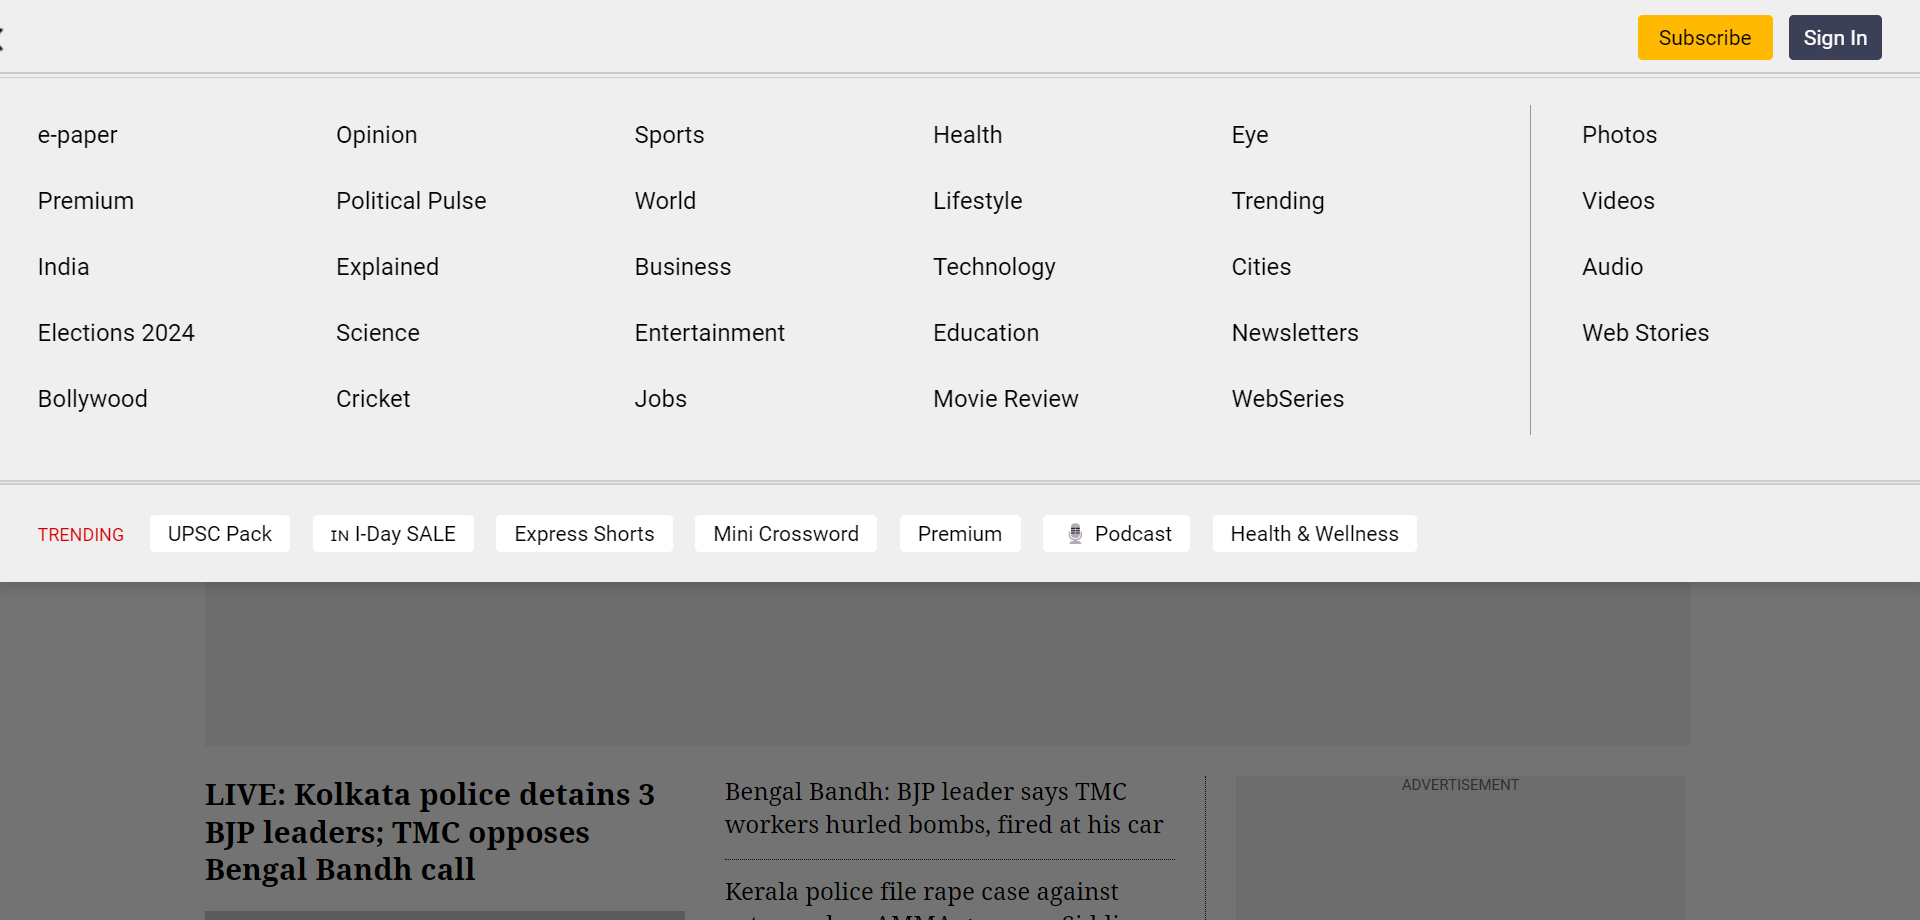 Subscribe
Sign In
e-paper
Opinion
Sports
Health
Eye
Photos
Premium
Political Pulse
World
Lifestyle
Trending
Videos
India
Explained
Business
Technology
Cities
Audio
Elections 2024
Science
Entertainment
Education
Newsletters
Web Stories
Bollywood
Cricket
Jobs
Movie Review
WebSeries
TRENDING
UPSC Pack
IN I-Day SALE
Express Shorts
Mini Crossword
Premium
Podcast
Health & Wellness
LIVE: Kolkata police detains 3
BJP leaders; TMC opposes
Bengal Bandh call
Bengal Bandh: BJP leader says TMC
workers hurled bombs, fired at his car
Kerala police file rape case against
ADVERTISEMENT